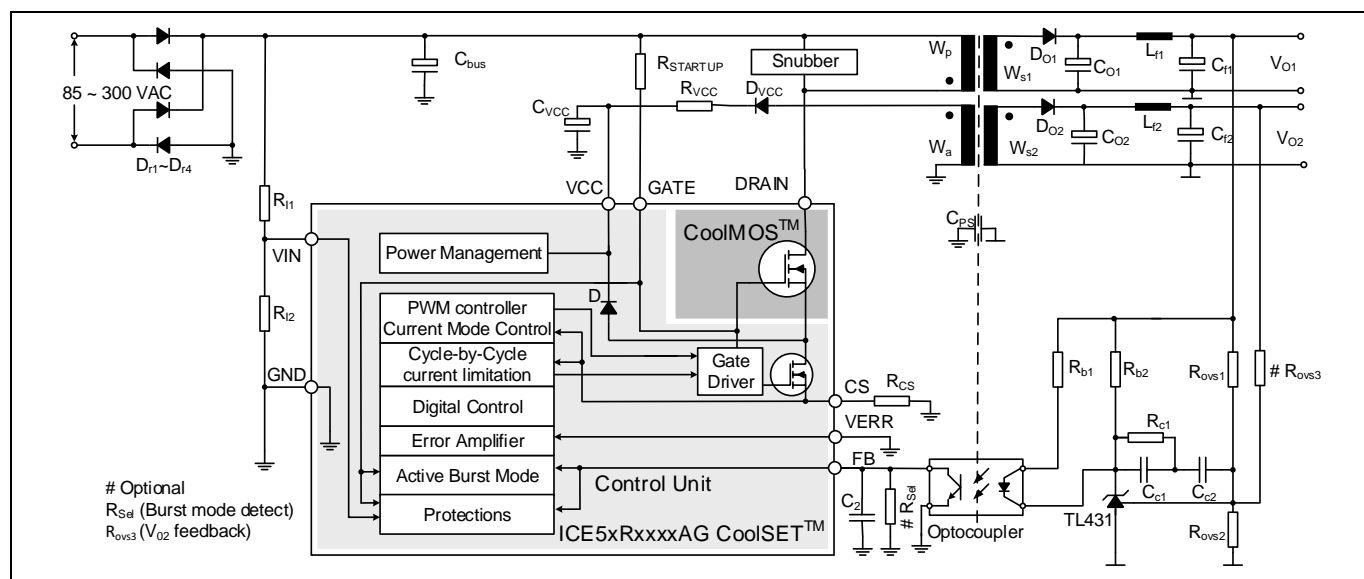 85 ~ 300 VAC
Dr1~Dr4
Cbus
RSTARTUP
Snubber
Wp
Ws1
DO1
CO1
Lf1
Cf1
VO1
CVCC
RVCC
DVCC
Wa
Ws2
DO2
CO2
Lf2
Cf2
VO2
RI1
VIN
RI2
GND
VCC
GATE
DRAIN
CPS
CoolMOS™
Power Management
D
PWM controller
Current Mode Control
Cycle-by-Cycle
current limitation
Digital Control
Error Amplifier
Active Burst Mode
Protections
Gate
Driver
CS
RCS
VERR
FB
Control Unit
ICE5xRxxxxAG CoolSET™
C2
# RSel
Optocoupler
Rb1
Rb2
Rovs1
# Rovs3
Rc1
Cc1
Cc2
TL431
Rovs2
# Optional
RSel (Burst mode detect)
Rovs3 (V02 feedback)